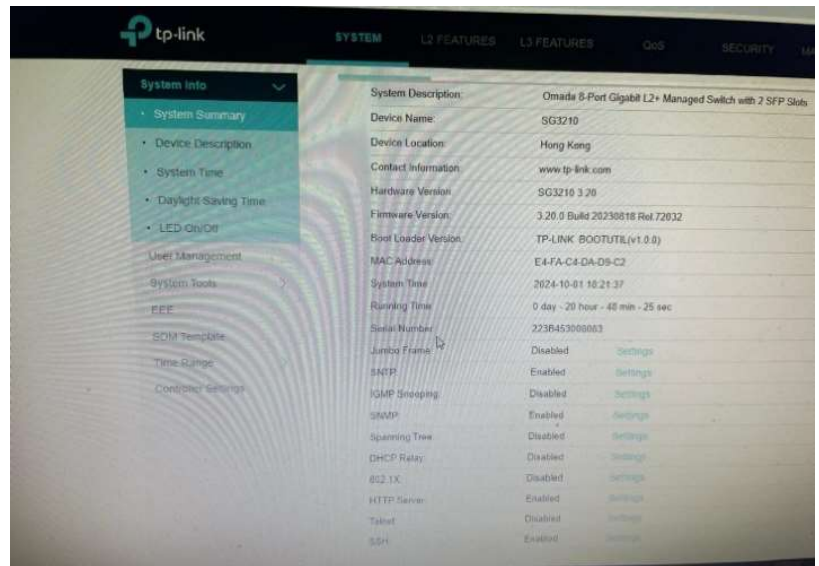 tp-link
SYSTEM L2 FEATURES L3 FEATURES QoS SECURITY
System Info
System Summary
Device Description
System Time
Daylight Saving Time
LED On/Off
User Management
System Tools
EEE
SDM Template
Time Range
Controller Settings
System Description: Omada 8-Port Gigabit L2+ Managed Switch with 2 SFP Slots
Device Name: SG3210
Device Location: Hong Kong
Contact Information: www.tp-link.com
Hardware Version: SG3210 3.20
Firmware Version: 3.20.0 Build 20230818 Rel.72032
Boot Loader Version: TP-LINK BOOTUTIL(v1.0.0)
MAC Address: E4-FA-C4-DA-D9-C2
System Time: 2024-10-01 10:21:37
Running Time: 0 day - 20 hour - 48 min - 25 sec
Serial Number:
Jumbo Frame: Disabled Settings
SNTP: Enabled Settings
IGMP Snooping: Disabled Settings
SNMP: Enabled Settings
Spanning Tree: Disabled Settings
DHCP Relay: Disabled Settings
802.1X: Disabled Settings
HTTP Server: Enabled Settings
Telnet: Disabled Settings
SSH: Enabled Settings